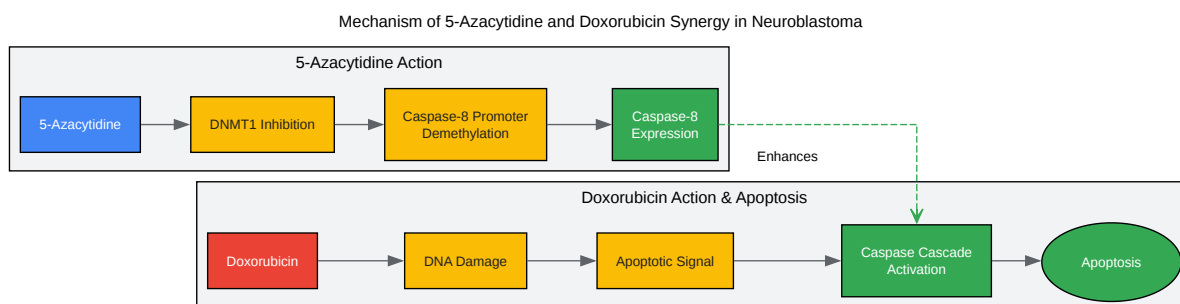 Mechanism of 5-Azacytidine and Doxorubicin Synergy in Neuroblastoma
5-Azacytidine Action
5-Azacytidine
DNMT1 Inhibition
Caspase-8 Promoter
Demethylation
Caspase-8
Expression
Enhances
Doxorubicin Action & Apoptosis
Doxorubicin
DNA Damage
Apoptotic Signal
Caspase Cascade
Activation
Apoptosis